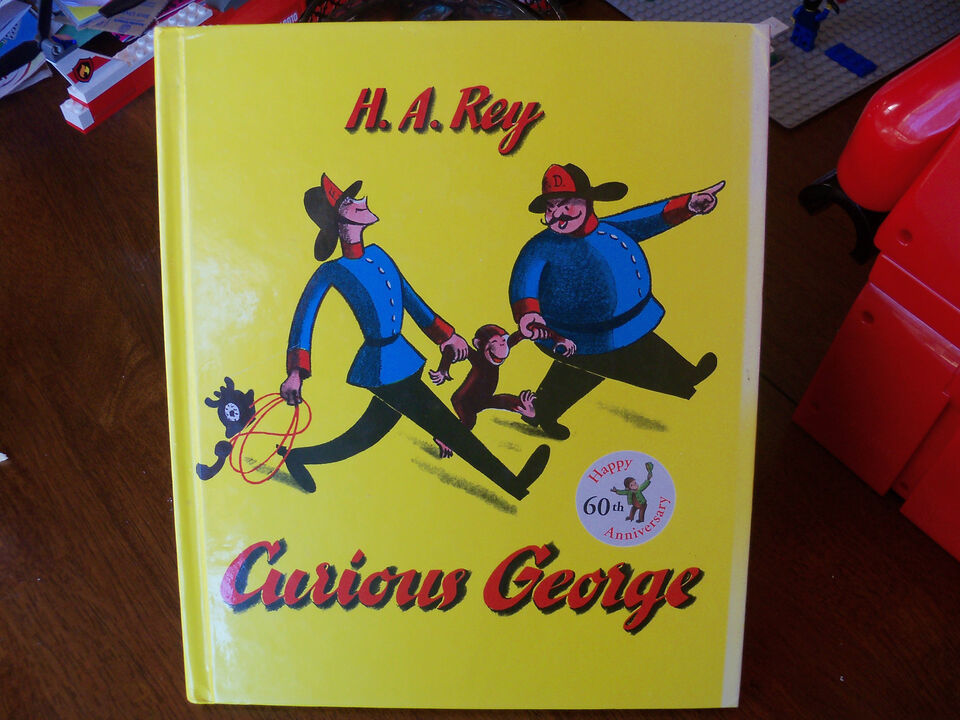 H. A. Rey
D.
Happy
60th
Anniversary
Curious George